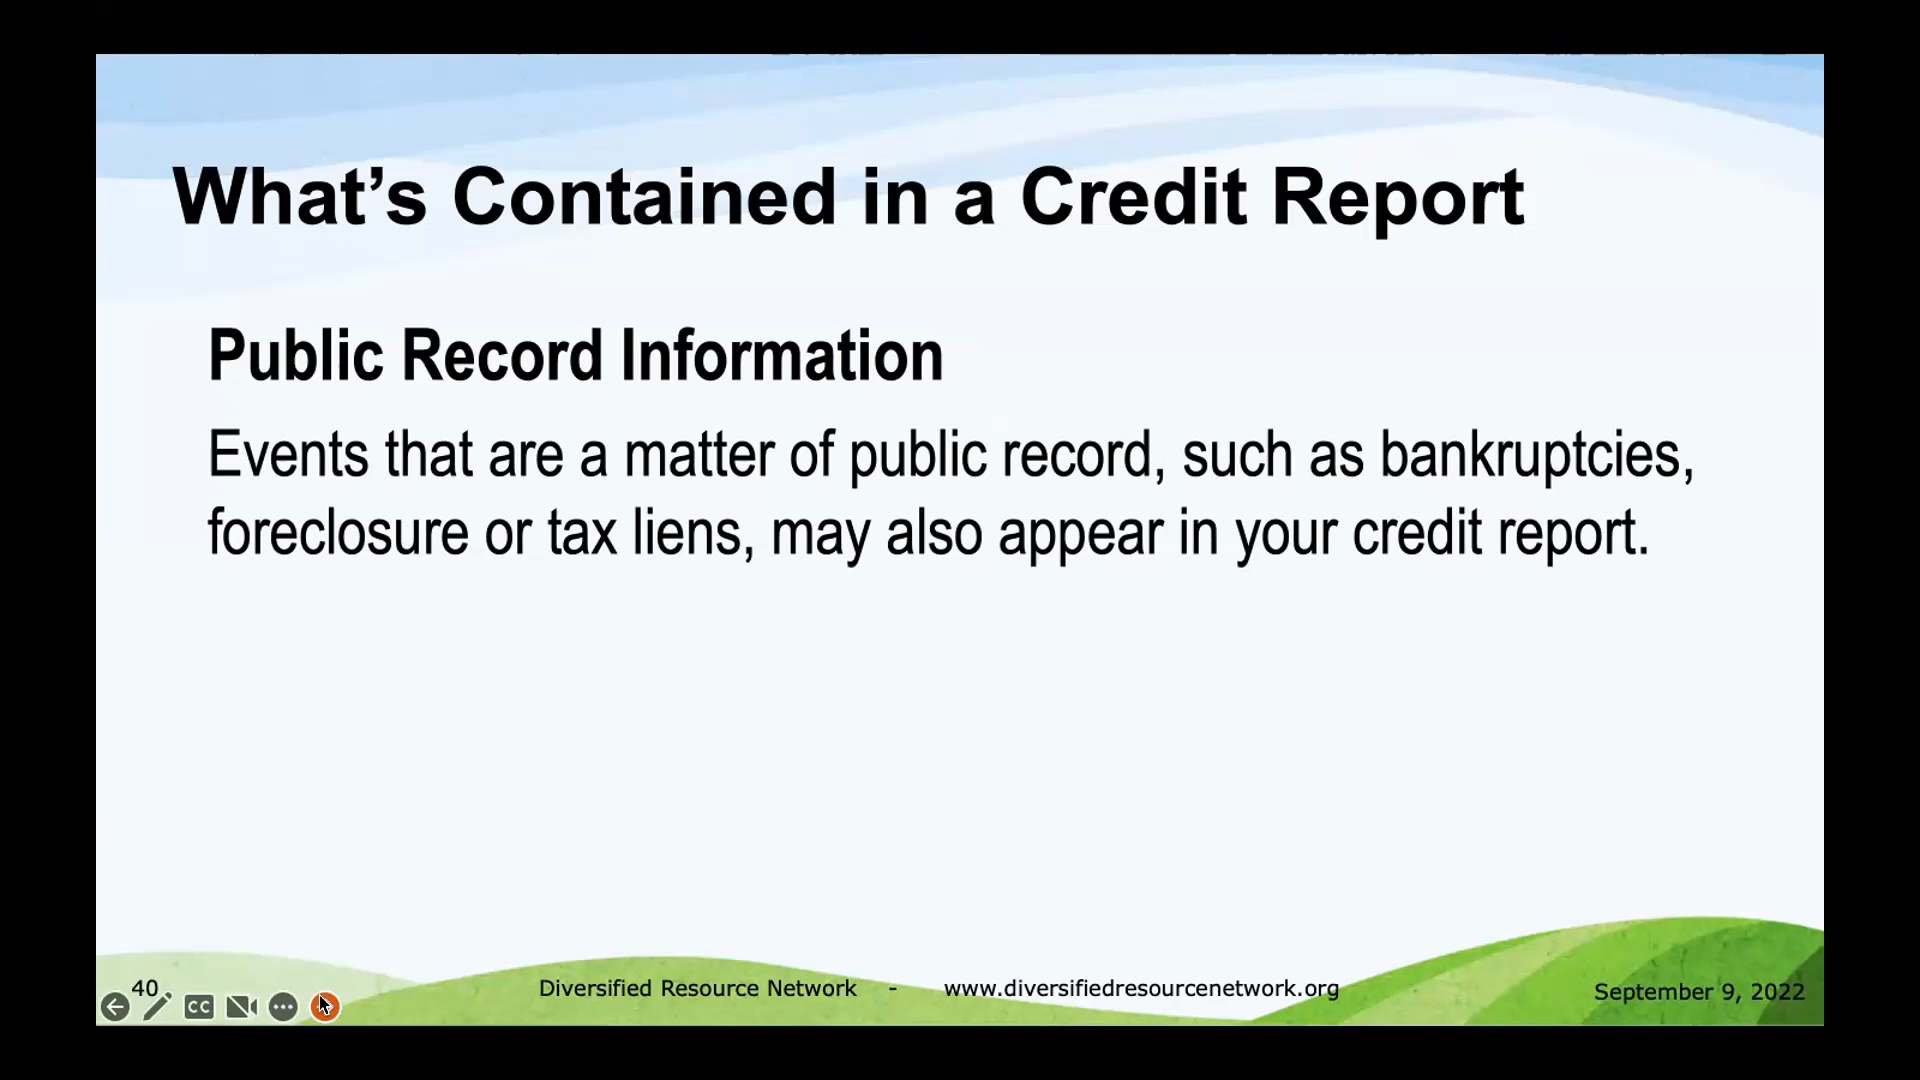 What’s Contained in a Credit Report
Public Record Information
Events that are a matter of public record, such as bankruptcies,
foreclosure or tax liens, may also appear in your credit report.
40
CC
Diversified Resource Network - www.diversifiedresourcenetwork.org
September 9, 2022